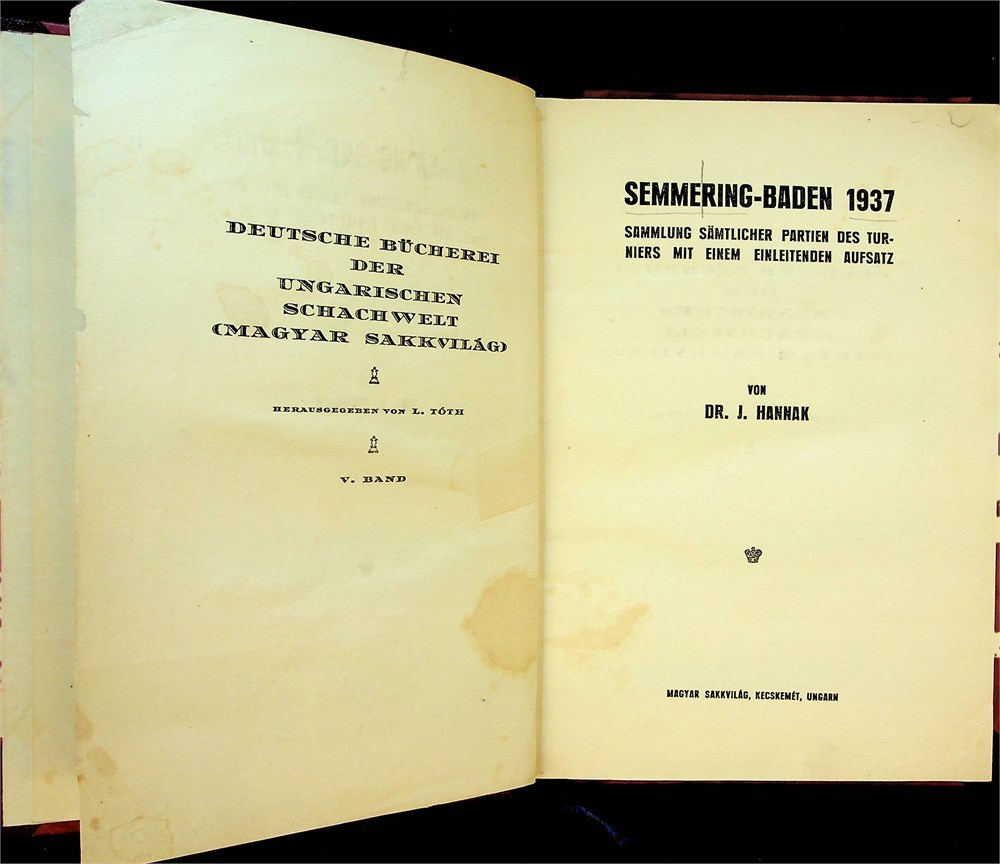 DEUTSCHE BÜCHEREI
DER
UNGARISCHEN
SCHACHWELT
(MAGYAR SAKKVILÁG)
HERAUSGEGEBEN VON L. TÓTH
V. BAND
SEMMERING-BADEN 1937
SAMMLUNG SÄMTLICHER PARTIEN DES TUR-
NIERS MIT EINEM EINLEITENDEN AUFSATZ
VON
DR. J. HANNAK
MAGYAR SAKKVILÁG, KECSKEMÉT, UNGARN